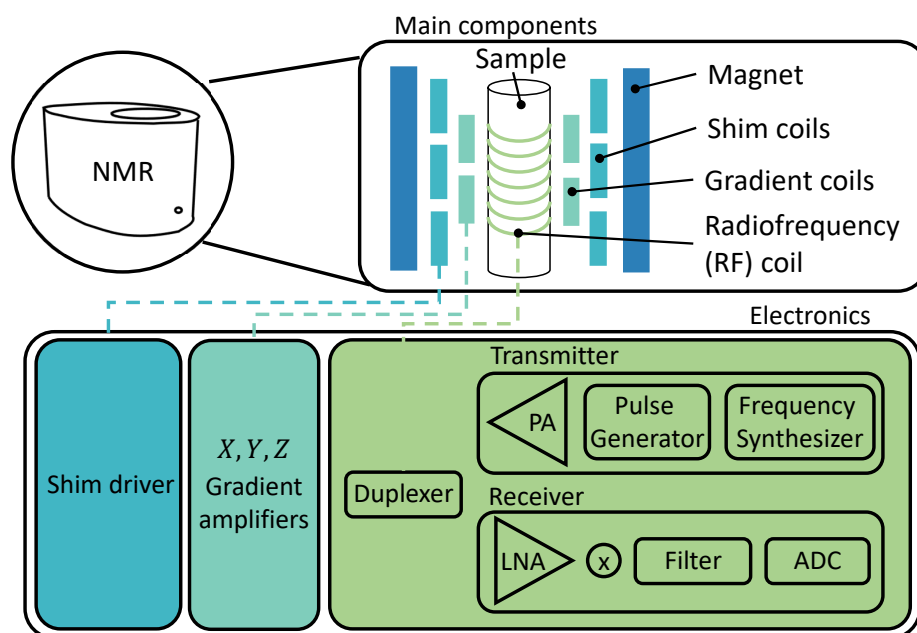 Main components
Sample
Magnet
NMR
Shim coils
Gradient coils
Radiofrequency
(RF) coil
Electronics
Transmitter
PA
Pulse
Generator
Frequency
Synthesizer
X, Y, Z
Shim driver
Gradient
amplifiers
Duplexer
Receiver
LNA
x
Filter
ADC